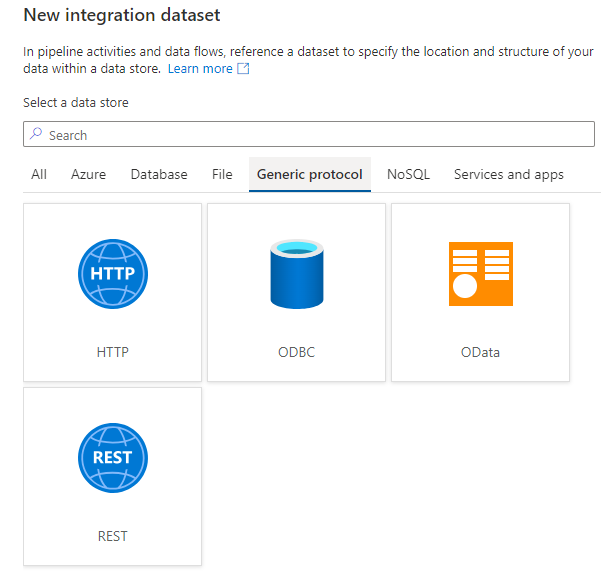 New integration dataset
In pipeline activities and data flows, reference a dataset to specify the location and structure of your
data within a data store. Learn more
Select a data store
Search
All Azure Database File Generic protocol NoSQL Services and apps
HTTP
HTTP ODBC OData
REST
REST